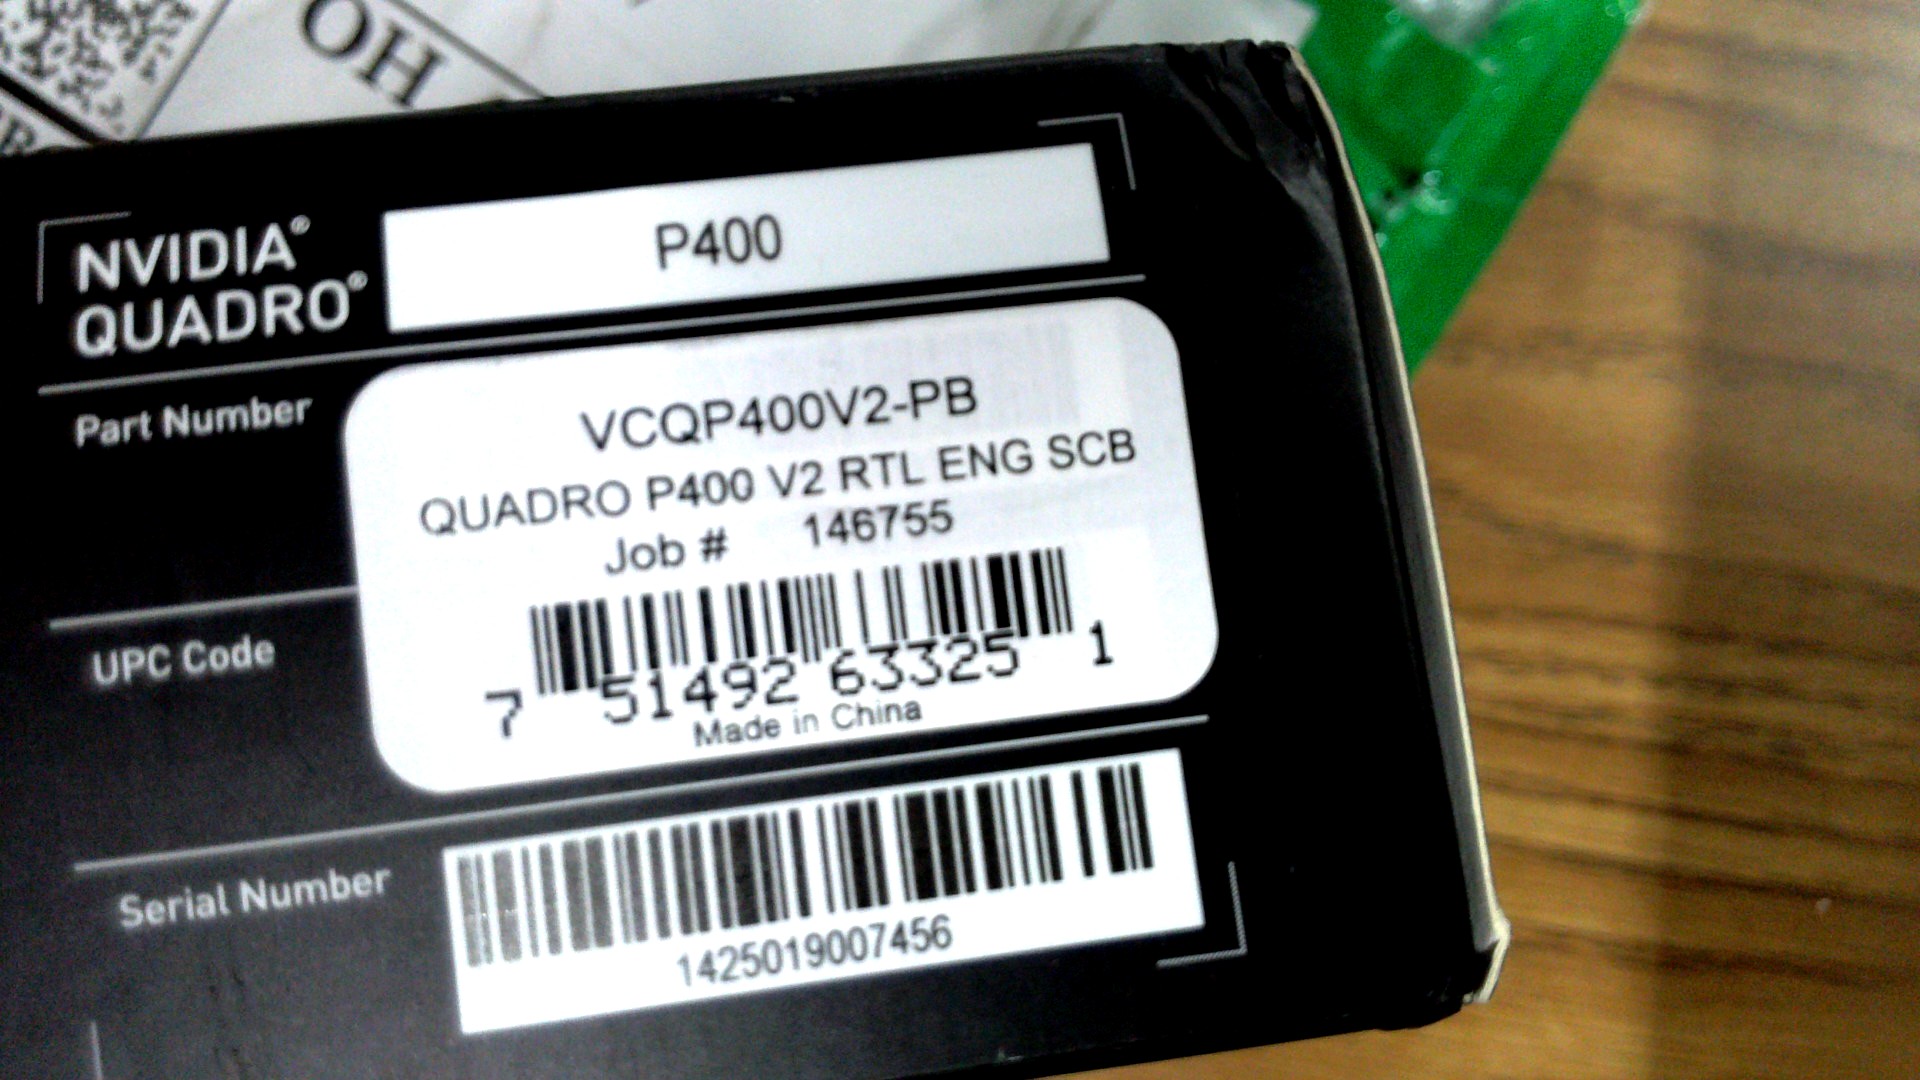 OH
NVIDIA®
QUADRO®
P400
Part Number
VCQP400V2-PB
QUADRO P400 V2 RTL ENG SCB
Job # 146755
UPC Code
7 51492 63325 1
Made in China
Serial Number
1425019007456